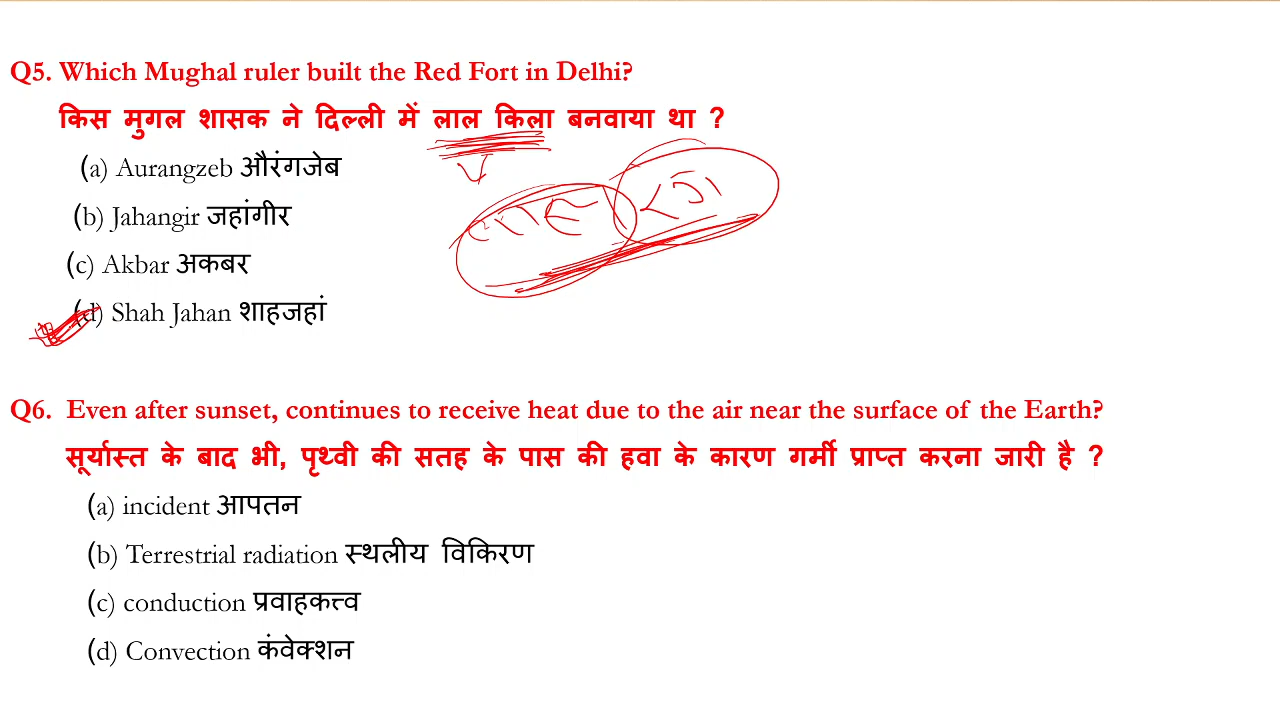 Q5. Which Mughal ruler built the Red Fort in Delhi?
किस मुगल शासक ने दिल्ली में लाल किला बनवाया था ?
(a) Aurangzeb औरंगजेब
(b) Jahangir जहांगीर
(c) Akbar अकबर
(d) Shah Jahan शाहजहां
Q6. Even after sunset, continues to receive heat due to the air near the surface of the Earth?
सूर्यास्त के बाद भी, पृथ्वी की सतह के पास की हवा के कारण गर्मी प्राप्त करना जारी है ?
(a) incident आपतन
(b) Terrestrial radiation स्थलीय विकिरण
(c) conduction प्रवाहकत्त्व
(d) Convection कंवेक्शन